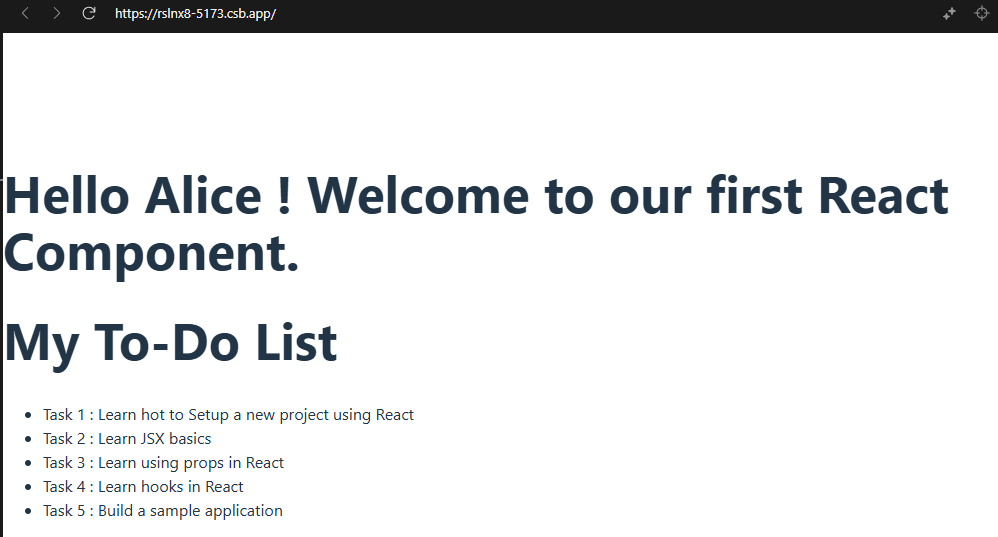 https://rslnx8-5173.csb.app/
Hello Alice ! Welcome to our first React
Component.
My To-Do List
Task 1 : Learn hot to Setup a new project using React
Task 2 : Learn JSX basics
Task 3 : Learn using props in React
Task 4 : Learn hooks in React
Task 5 : Build a sample application